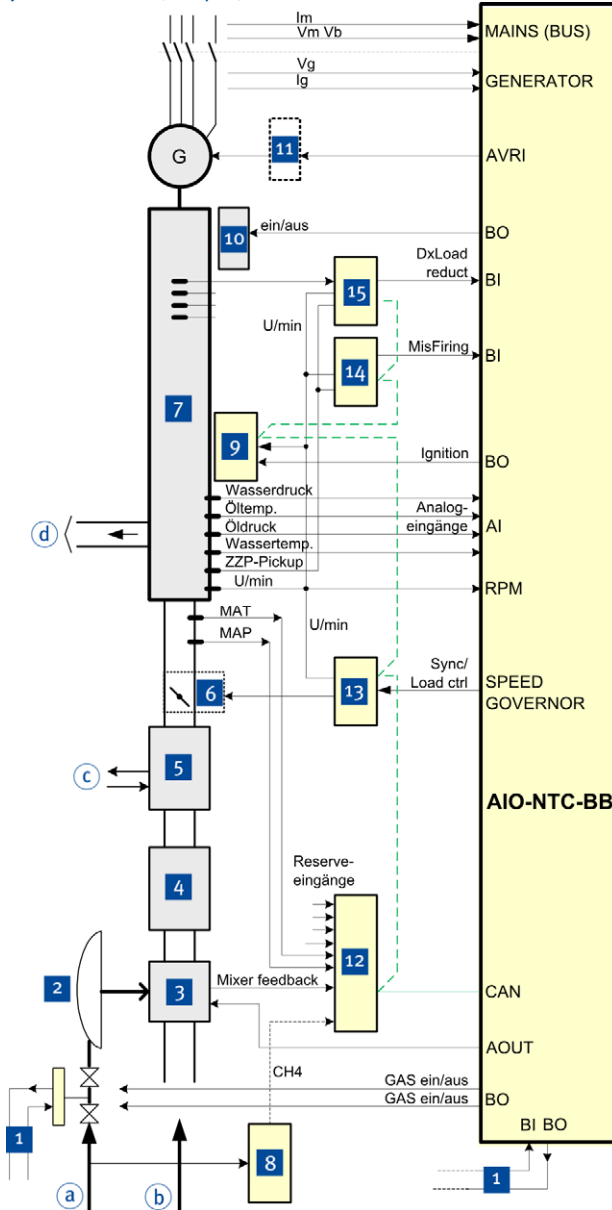 Im
Vm Vb
MAINS (BUS)
Vg
Ig
GENERATOR
G
11
AVRI
10
ein/aus
BO
DxLoad
reduct
BI
15
U/min
14
MisFiring
BI
7
9
Ignition
BO
Wasserdruck
Öltemp.
Öldruck
Wassertemp.
ZZP-Pickup
U/min
Analog-
eingänge
AI
RPM
d
MAT
MAP
U/min
6
13
Sync/
Load ctrl
SPEED
GOVERNOR
c
5
AIO-NTC-BB
4
Reserve-
eingänge
12
2
3
Mixer feedback
CAN
AOUT
CH4
GAS ein/aus
GAS ein/aus
BO
1
BI BO
8
1
a
b